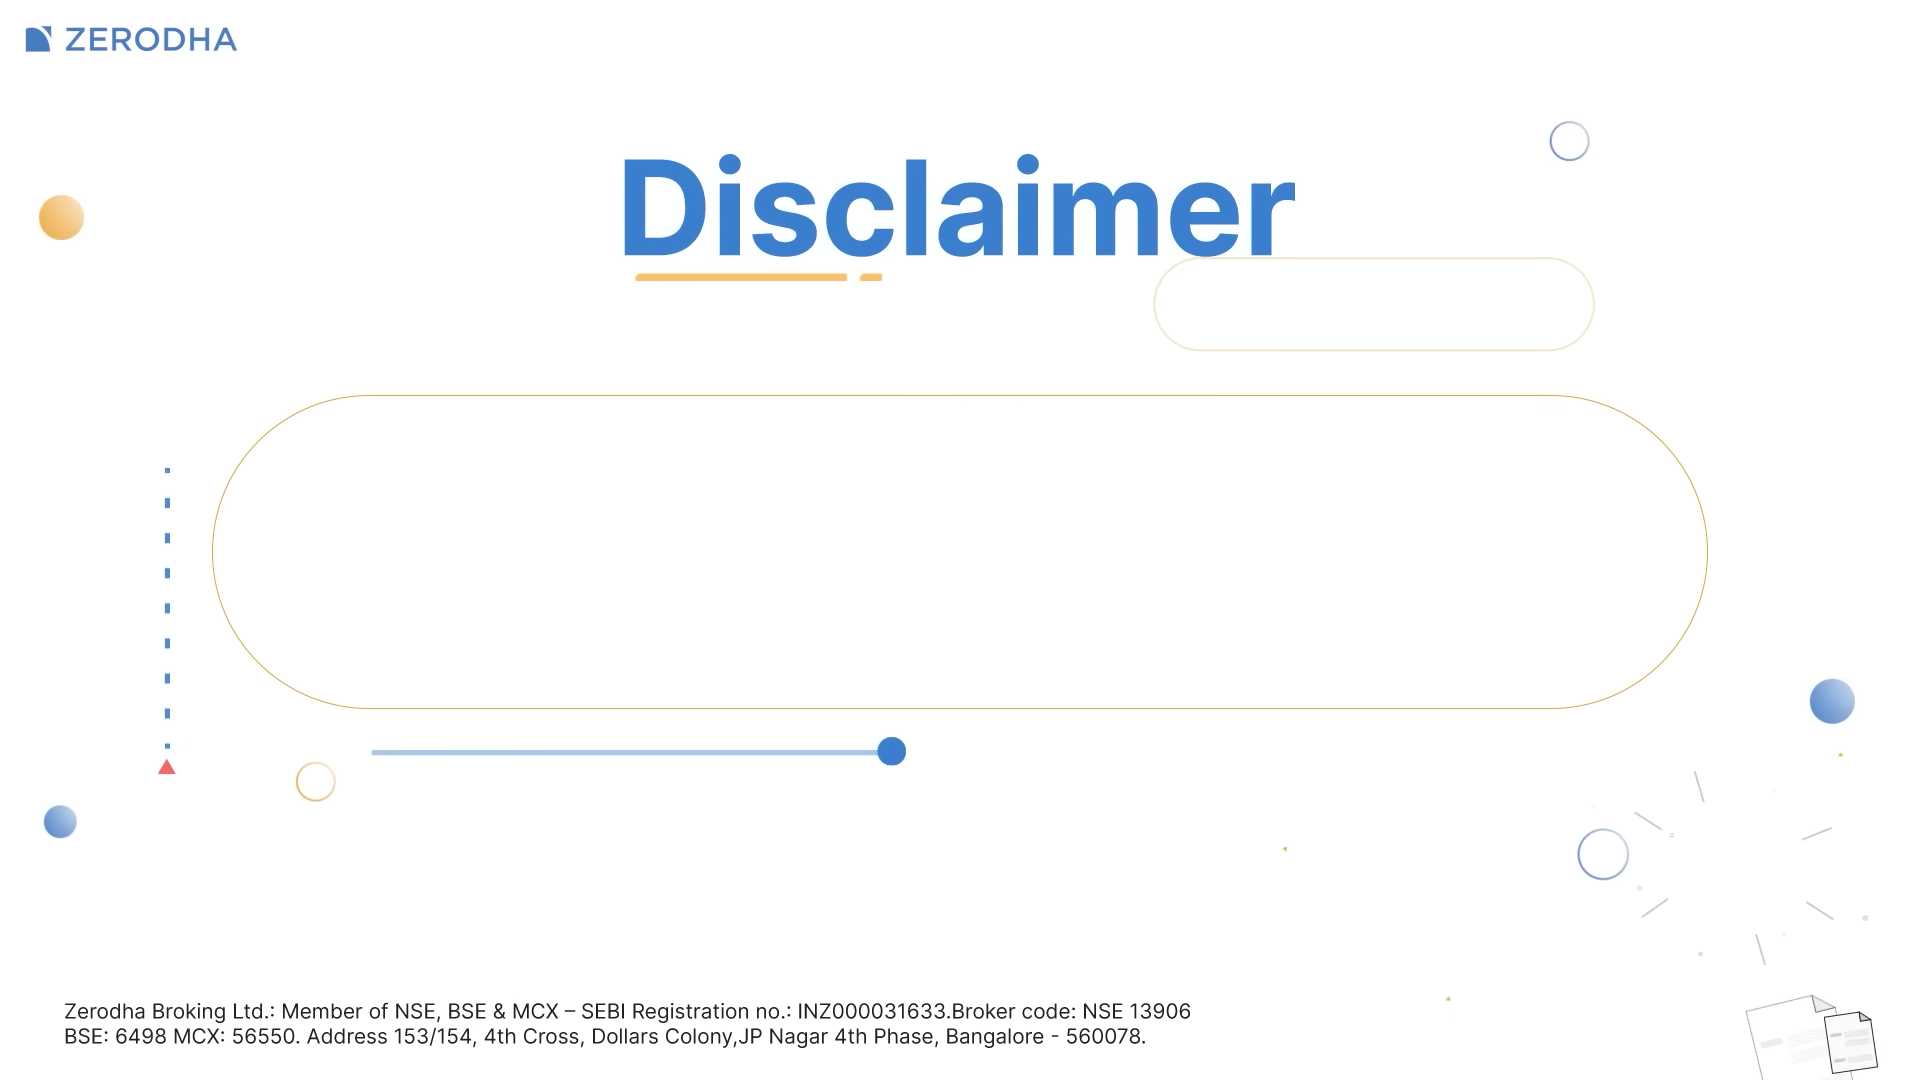 ZERODHA
Disclaimer
Zerodha Broking Ltd.: Member of NSE, BSE & MCX – SEBI Registration no.: INZ000031633.Broker code: NSE 13906
BSE: 6498 MCX: 56550. Address 153/154, 4th Cross, Dollars Colony,JP Nagar 4th Phase, Bangalore - 560078.